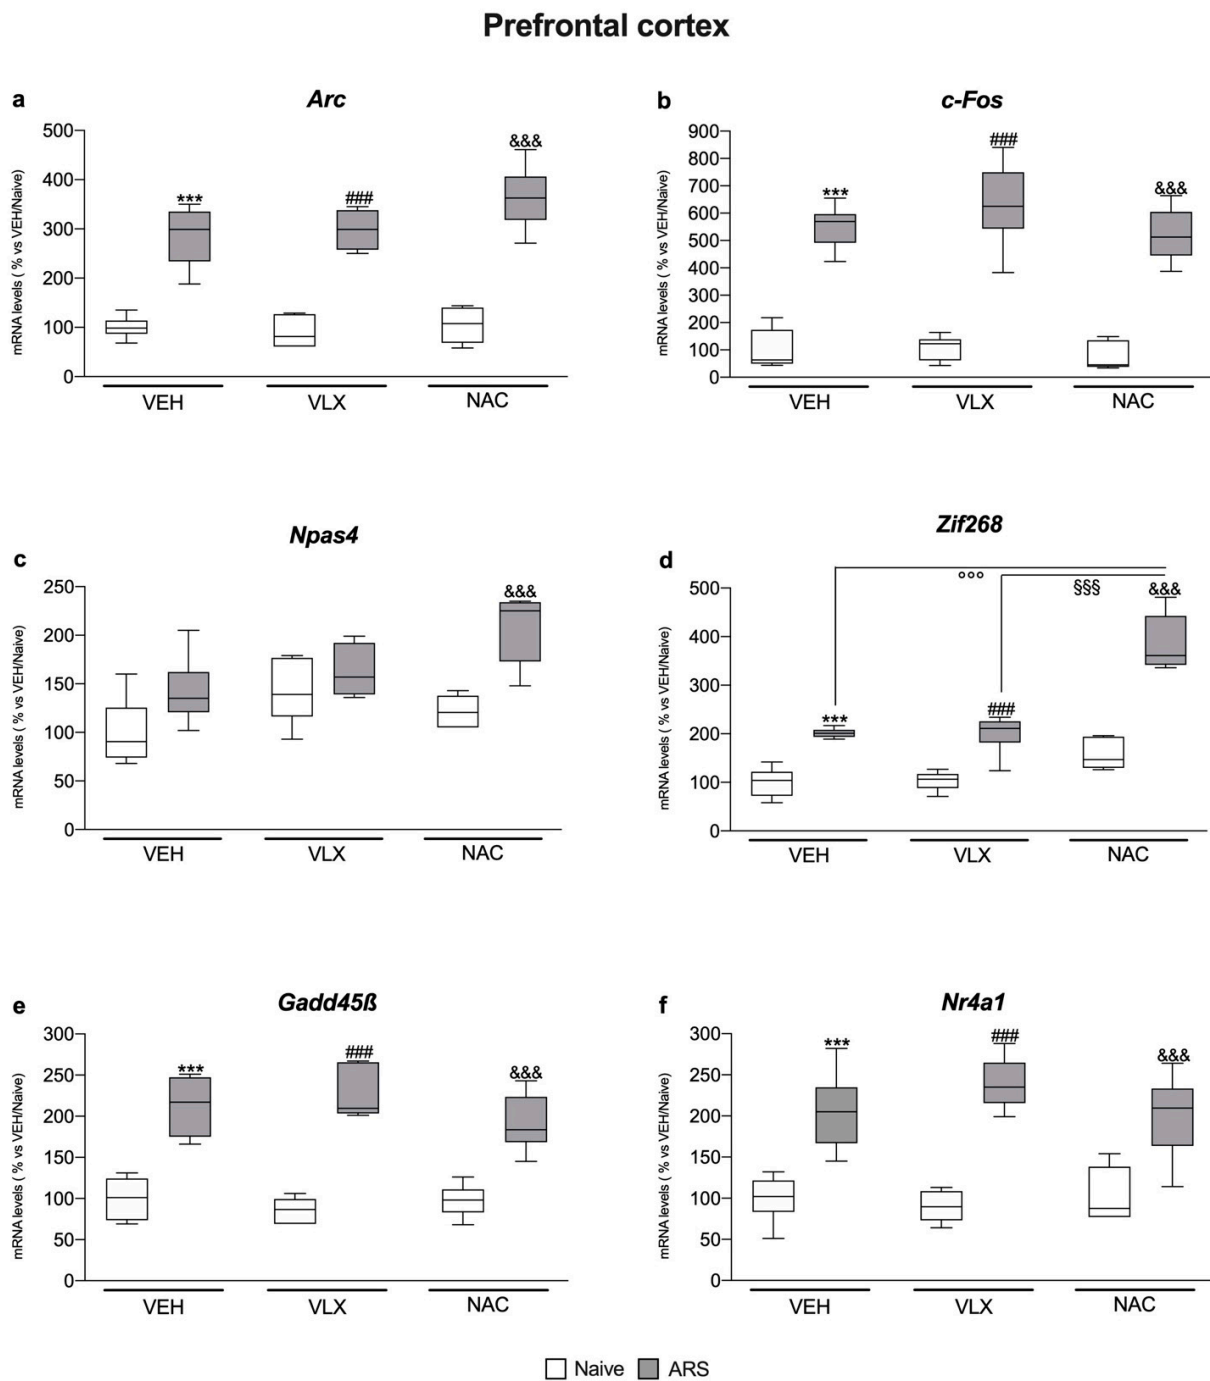 Prefrontal cortex
a
Arc
mRNA levels ( % vs VEH/Naive)
500
400
300
200
100
0
***
###
&&&
VEH
VLX
NAC
b
c-Fos
mRNA levels ( % vs VEH/Naive)
900
800
700
600
500
400
300
200
100
0
***
###
&&&
VEH
VLX
NAC
c
Npas4
mRNA levels ( % vs VEH/Naive)
250
200
150
100
50
0
&&&
VEH
VLX
NAC
d
Zif268
mRNA levels ( % vs VEH/Naive)
500
400
300
200
100
0
***
###
&&&
°°°
§§§
VEH
VLX
NAC
e
Gadd45ß
mRNA levels ( % vs VEH/Naive)
300
250
200
150
100
50
0
***
###
&&&
VEH
VLX
NAC
f
Nr4a1
mRNA levels ( % vs VEH/Naive)
300
250
200
150
100
50
0
***
###
&&&
VEH
VLX
NAC
Naive
ARS